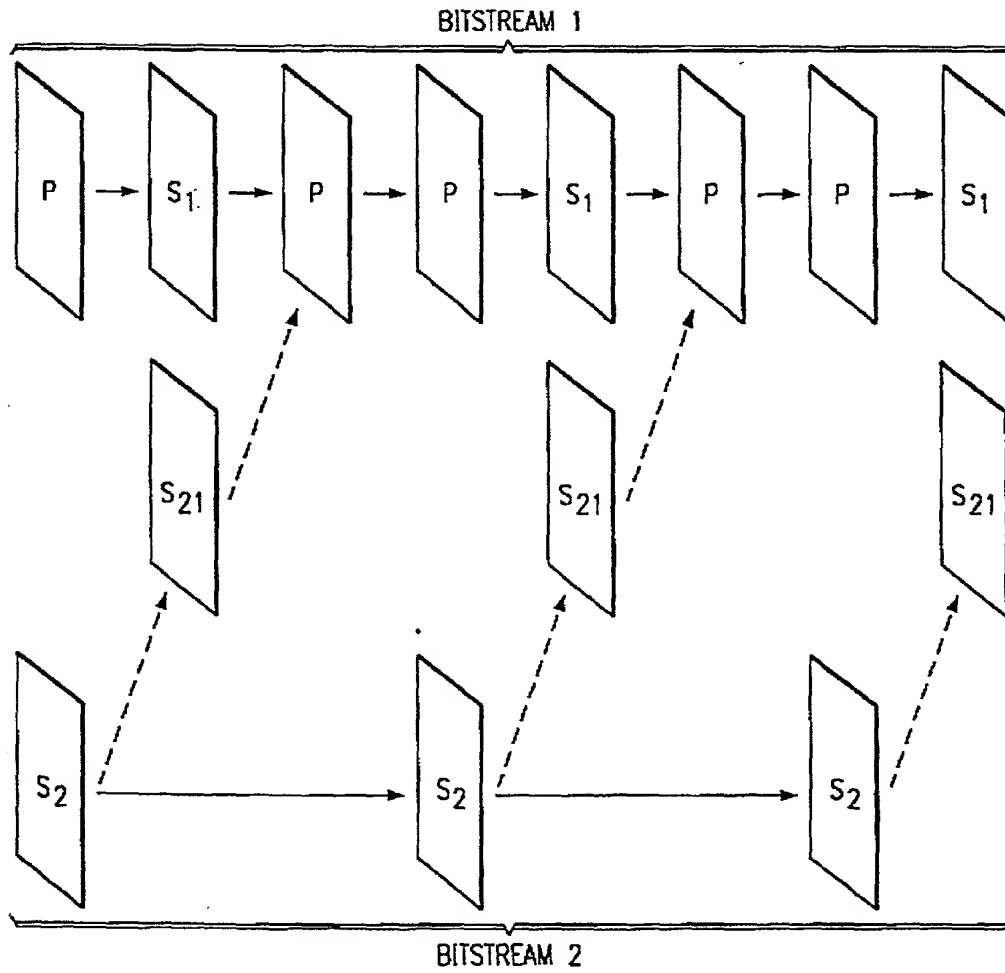 BITSTREAM 1
P S1 P P S1 P P S1
S21 S21 S21
S2 S2 S2
BITSTREAM 2